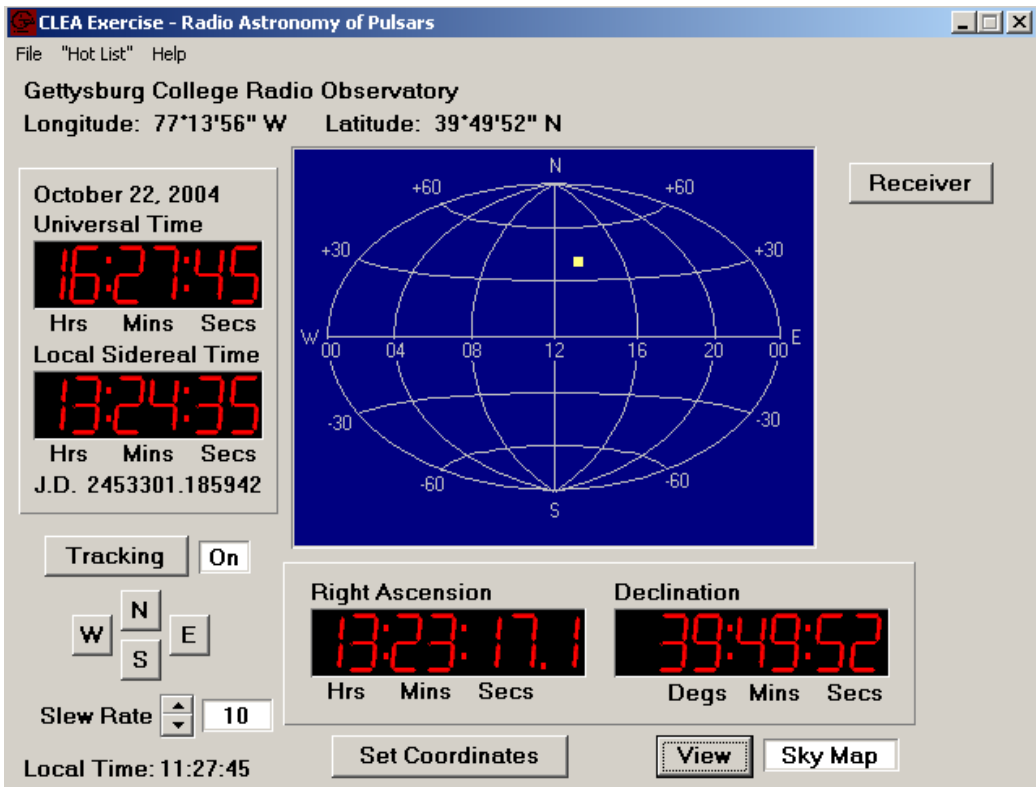 CLEA Exercise - Radio Astronomy of Pulsars
File "Hot List" Help
Gettysburg College Radio Observatory
Longitude: 77°13'56" W Latitude: 39°49'52" N
October 22, 2004
Universal Time
16:27:45
Hrs Mins Secs
Local Sidereal Time
13:24:35
Hrs Mins Secs
J.D. 2453301.185942
Tracking On
N
W E
S
Slew Rate 10
Local Time: 11:27:45
N
+60 +60
+30 +30
W E
00 04 08 12 16 20 00
-30 -30
-60 -60
S
Receiver
Right Ascension
13:23:17.1
Hrs Mins Secs
Declination
39:49:52
Degs Mins Secs
Set Coordinates
View Sky Map